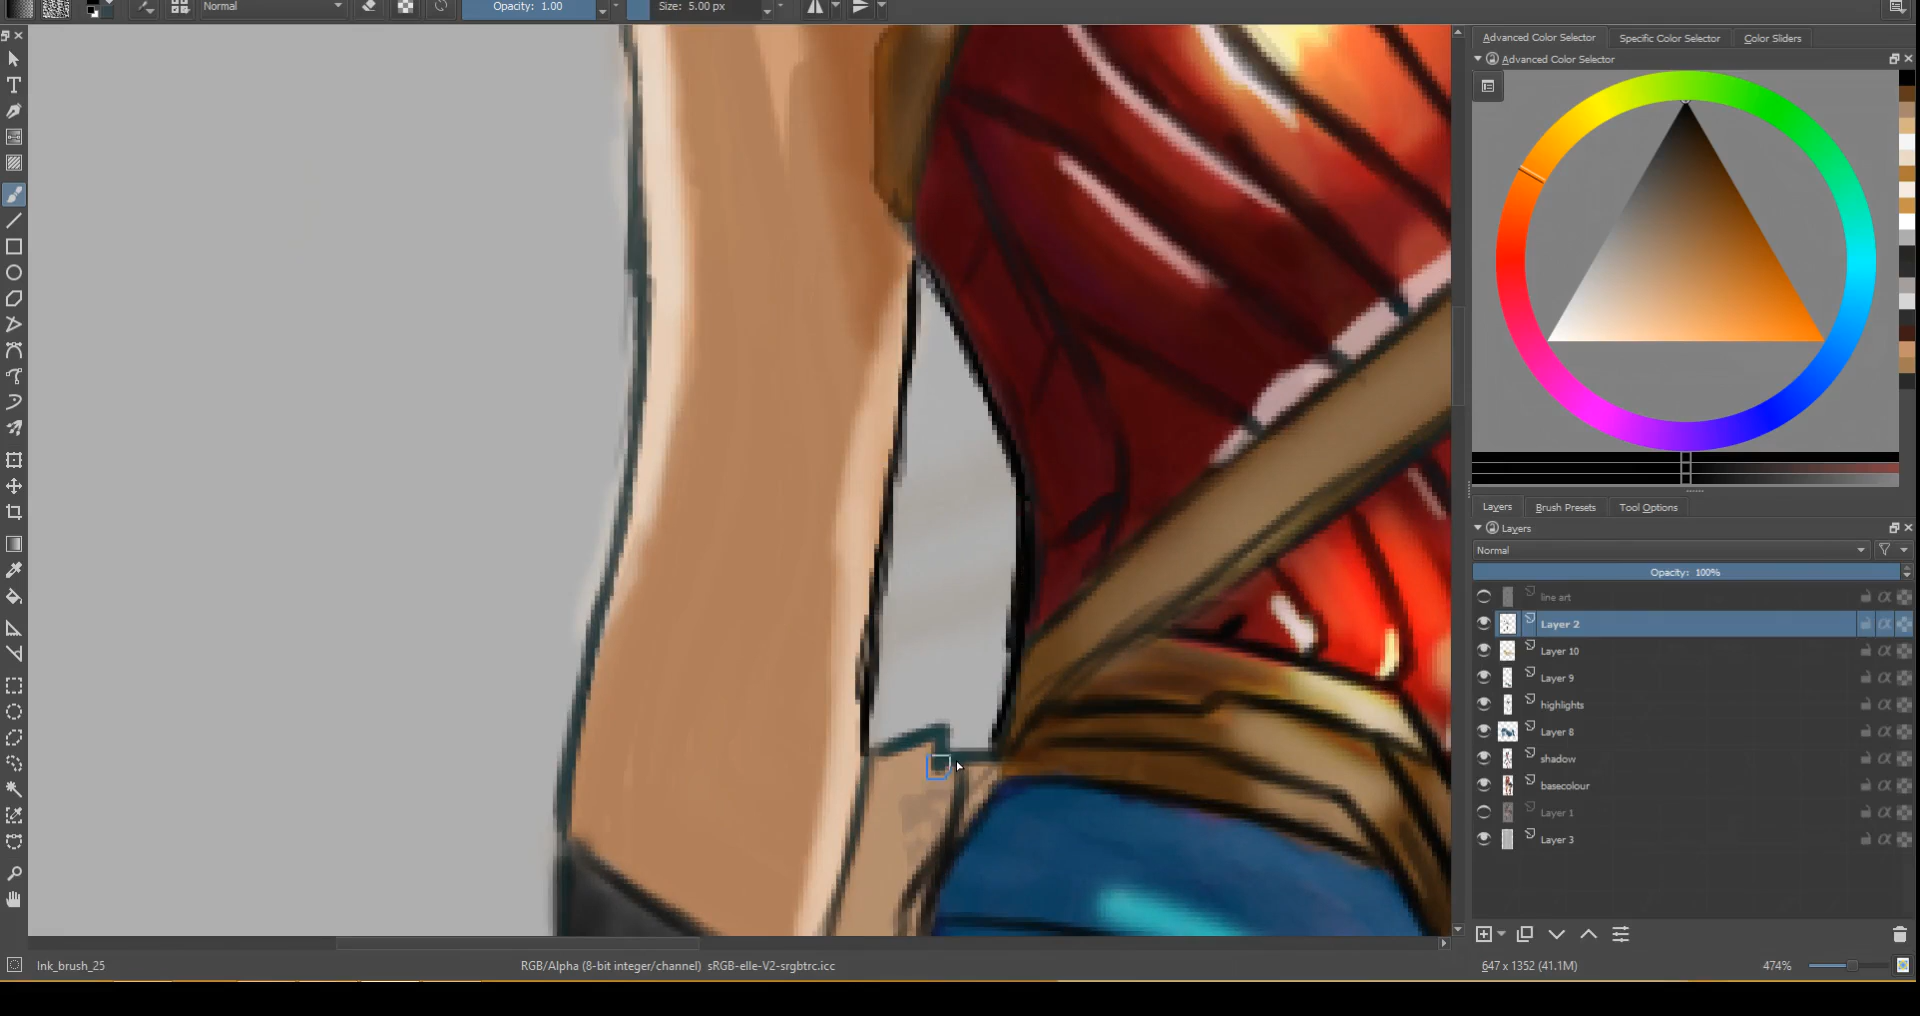 Normal
Opacity: 1.00
Size: 5.00 px
Advanced Color Selector
Specific Color Selector
Color Sliders
Advanced Color Selector
Layers
Brush Presets
Tool Options
Layers
Normal
Opacity: 100%
line art
Layer 2
Layer 10
Layer 9
highlights
Layer 8
shadow
basecolour
Layer 1
Layer 3
Ink_brush_25
RGB/Alpha (8-bit integer/channel) sRGB-elle-V2-srgbtrc.icc
647 x 1352 (41.1M)
474%